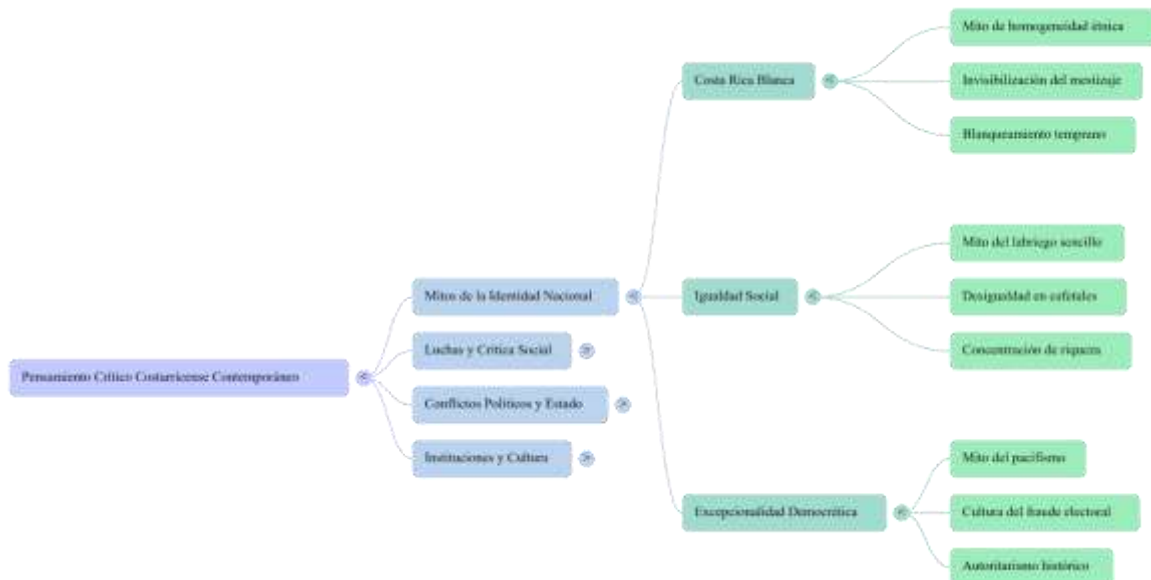 Pensamiento Crítico Costarricense Contemporáneo
Mitos de la Identidad Nacional
Costa Rica Blanca
Mito de homogeneidad étnica
Invisibilización del mestizaje
Blanqueamiento temprano
Igualdad Social
Mito del labriego sencillo
Desigualdad en cafetales
Concentración de riqueza
Excepcionalidad Democrática
Mito del pacifismo
Cultura del fraude electoral
Autoritarismo histórico
Luchas y Crítica Social
Conflictos Políticos y Estado
Instituciones y Cultura